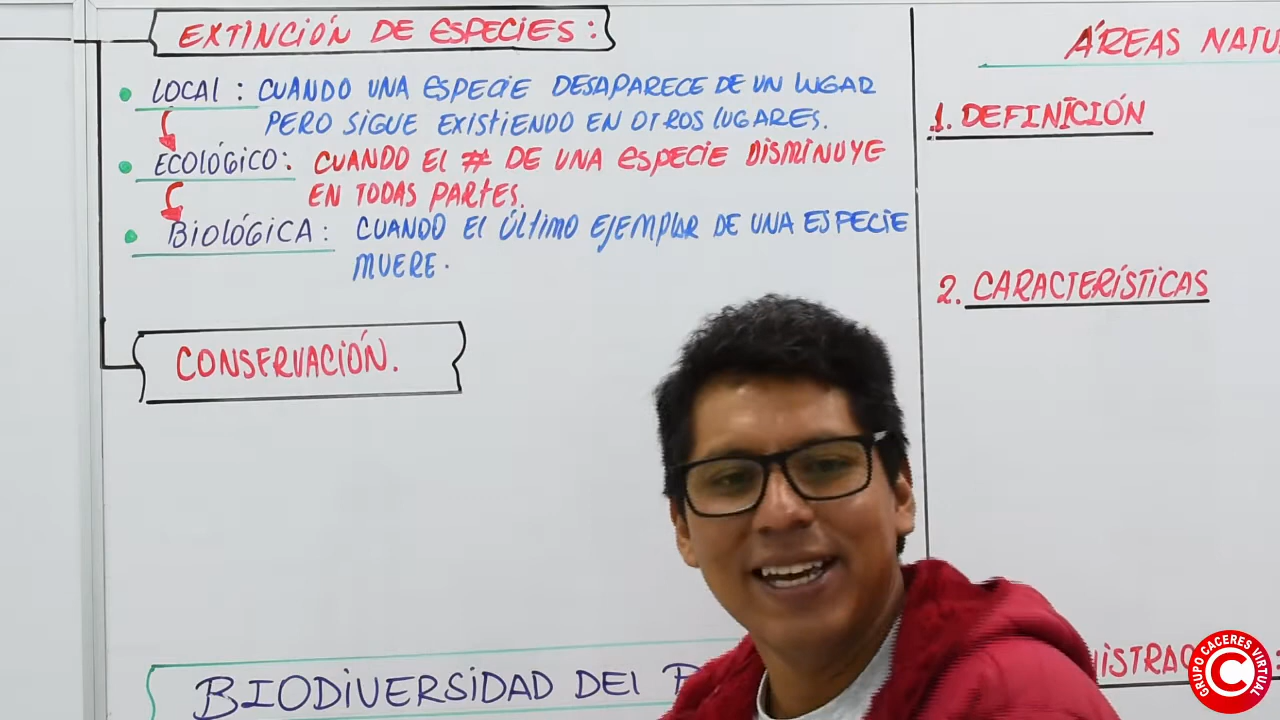 EXTINCIÓN DE ESPECIES:
• LOCAL: CUANDO UNA ESPECIE DESAPARECE DE UN LUGAR
PERO SIGUE EXISTIENDO EN OTROS LUGARES.
• ECOLÓGICO: CUANDO EL # DE UNA ESPECIE DISMINUYE
EN TODAS PARTES.
• BIOLÓGICA: CUANDO EL ÚLTIMO EJEMPLAR DE UNA ESPECIE
MUERE.
CONSERVACIÓN.
BIODIVERSIDAD DEL
ÁREAS NATU
1. DEFINICIÓN
2. CARACTERÍSTICAS
NISTRAC
GRUPO CACERES VIRTUAL
C